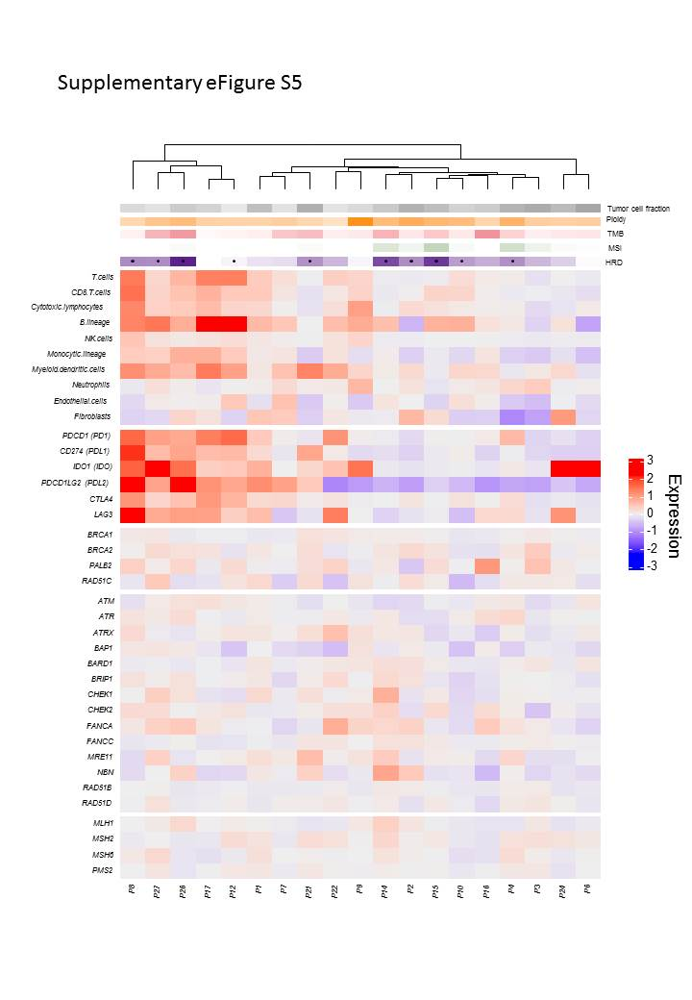 Supplementary eFigure S5
Tumor cell fraction
Ploidy
TMB
MSI
HRD
T.cells
CD8.T.cells
Cytotoxic.lymphocytes
B.lineage
NK.cells
Monocytic.lineage
Myeloid.dendritic.cells
Neutrophils
Endothelial.cells
Fibroblasts
PDCD1 (PD1)
CD274 (PDL1)
IDO1 (IDO)
PDCD1LG2 (PDL2)
CTLA4
LAG3
3
2
1
0
-1
-2
-3
Expression
BRCA1
BRCA2
PALB2
RAD51C
ATM
ATR
ATRX
BAP1
BARD1
BRIP1
CHEK1
CHEK2
FANCA
FANCC
MRE11
NBN
RAD51B
RAD51D
MLH1
MSH2
MSH6
PMS2
P8 P27 P26 P17 P12 P1 P7 P21 P22 P9 P14 P2 P15 P10 P16 P4 P3 P24 P6